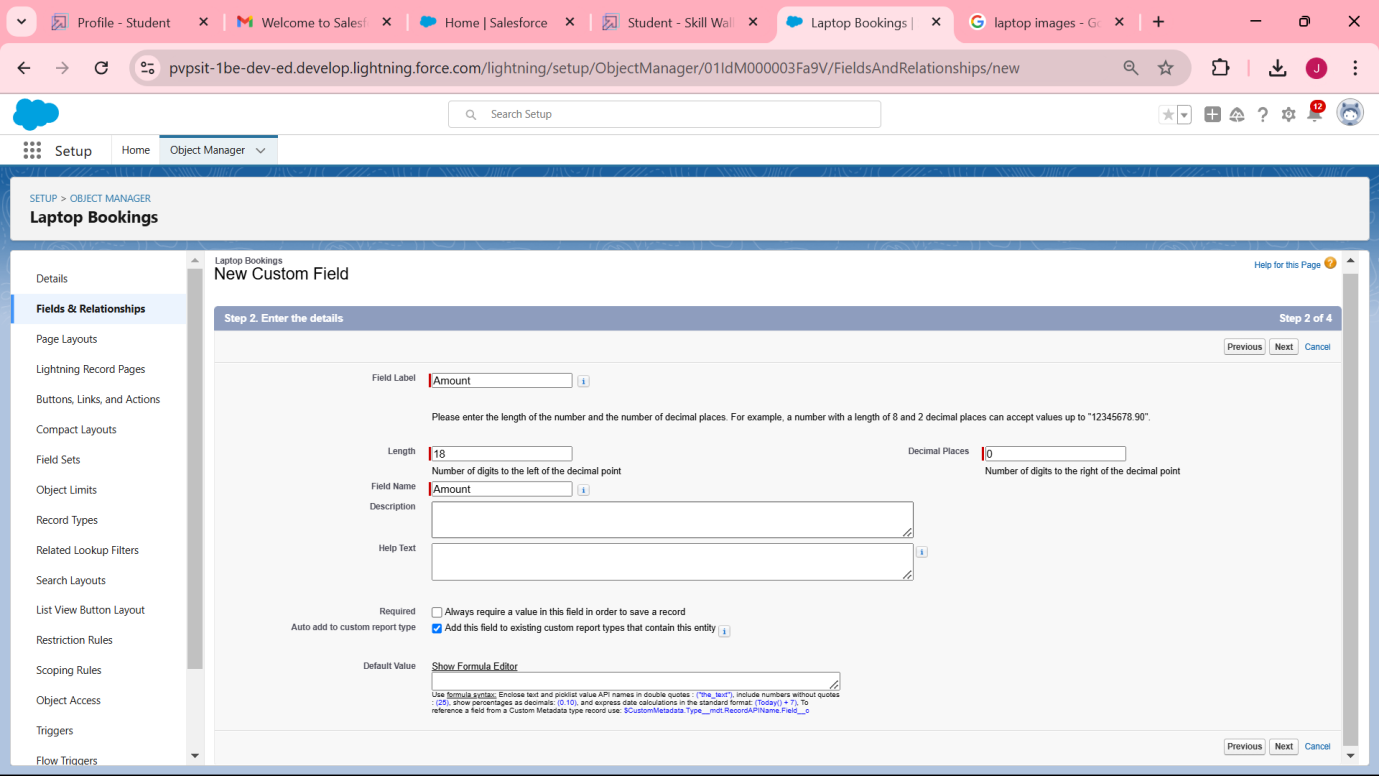 Profile - Student
Welcome to Salesf
Home | Salesforce
Student - Skill Wal
Laptop Bookings |
laptop images - Go
pvpsit-1be-dev-ed.develop.lightning.force.com/lightning/setup/ObjectManager/01IdM000003Fa9V/FieldsAndRelationships/new
J
Search Setup
12
Setup
Home
Object Manager
SETUP > OBJECT MANAGER
Laptop Bookings
Details
Fields & Relationships
Page Layouts
Lightning Record Pages
Buttons, Links, and Actions
Compact Layouts
Field Sets
Object Limits
Record Types
Related Lookup Filters
Search Layouts
List View Button Layout
Restriction Rules
Scoping Rules
Object Access
Triggers
Flow Triggers
Laptop Bookings
New Custom Field
Help for this Page
Step 2. Enter the details
Step 2 of 4
Previous Next Cancel
Field Label Amount
Please enter the length of the number and the number of decimal places. For example, a number with a length of 8 and 2 decimal places can accept values up to "12345678.90".
Length 18
Decimal Places 0
Number of digits to the left of the decimal point
Number of digits to the right of the decimal point
Field Name Amount
Description
Help Text
Required Always require a value in this field in order to save a record
Auto add to custom report type Add this field to existing custom report types that contain this entity
Default Value Show Formula Editor
Use formula syntax: Enclose text and picklist value API names in double quotes : ("the_text"), include numbers without quotes
: (25), show percentages as decimals: (0.10), and express date calculations in the standard format: (Today() + 7), To
reference a field from a Custom Metadata type record use: $CustomMetadata.Type__mdt.RecordAPIName.Field__c
Previous Next Cancel